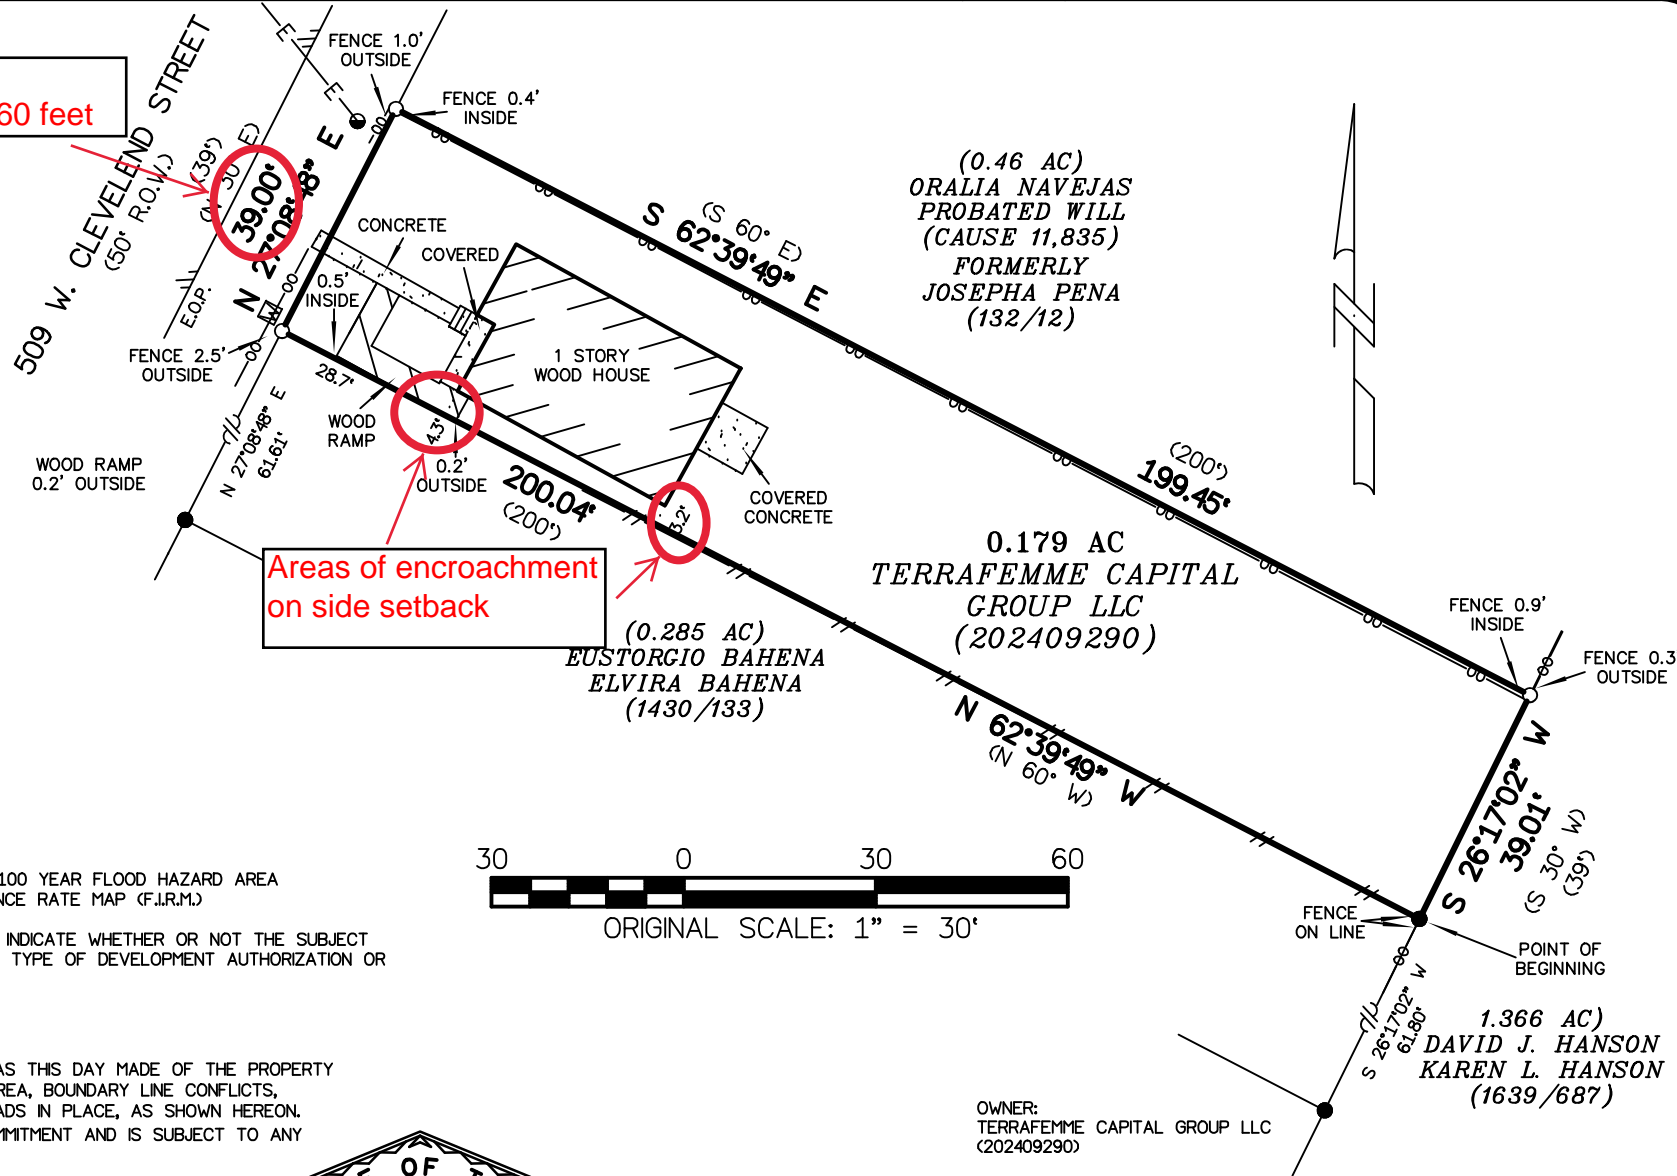 60 feet
509 W. CLEVELEND STREET
(50' R.O.W.)
E
E
FENCE 1.0'
OUTSIDE
FENCE 0.4'
INSIDE
(39')
(N 30° E)
39.00'
N 27°08'48" E
E.O.P.
W
CONCRETE
COVERED
0.5'
INSIDE
FENCE 2.5'
OUTSIDE
28.7'
WOOD
RAMP
4.3'
0.2'
OUTSIDE
1 STORY
WOOD HOUSE
3.2'
COVERED
CONCRETE
N 27°08'48" E
61.61'
WOOD RAMP
0.2' OUTSIDE
200.04'
(200')
Areas of encroachment
on side setback
(S 60° E)
S 62°39'49" E
(200')
199.45'
(0.46 AC)
ORALIA NAVEJAS
PROBATED WILL
(CAUSE 11,835)
FORMERLY
JOSEPHA PENA
(132/12)
N
0.179 AC
TERRAFEMME CAPITAL
GROUP LLC
(202409290)
(0.285 AC)
EUSTORGIO BAHENA
ELVIRA BAHENA
(1430/133)
N 62°39'49" W
(N 60° W)
FENCE 0.9'
INSIDE
FENCE 0.3
OUTSIDE
S 26°17'02" W
39.01'
(S 30° W)
(39')
FENCE
ON LINE
POINT OF
BEGINNING
S 26°17'02" W
61.80'
1.366 AC)
DAVID J. HANSON
KAREN L. HANSON
(1639/687)
30 0 30 60
ORIGINAL SCALE: 1" = 30'
100 YEAR FLOOD HAZARD AREA
NCE RATE MAP (F.I.R.M.)
INDICATE WHETHER OR NOT THE SUBJECT
TYPE OF DEVELOPMENT AUTHORIZATION OR
AS THIS DAY MADE OF THE PROPERTY
REA, BOUNDARY LINE CONFLICTS,
ADS IN PLACE, AS SHOWN HEREON.
MMITMENT AND IS SUBJECT TO ANY
OF
OWNER:
TERRAFEMME CAPITAL GROUP LLC
(202409290)